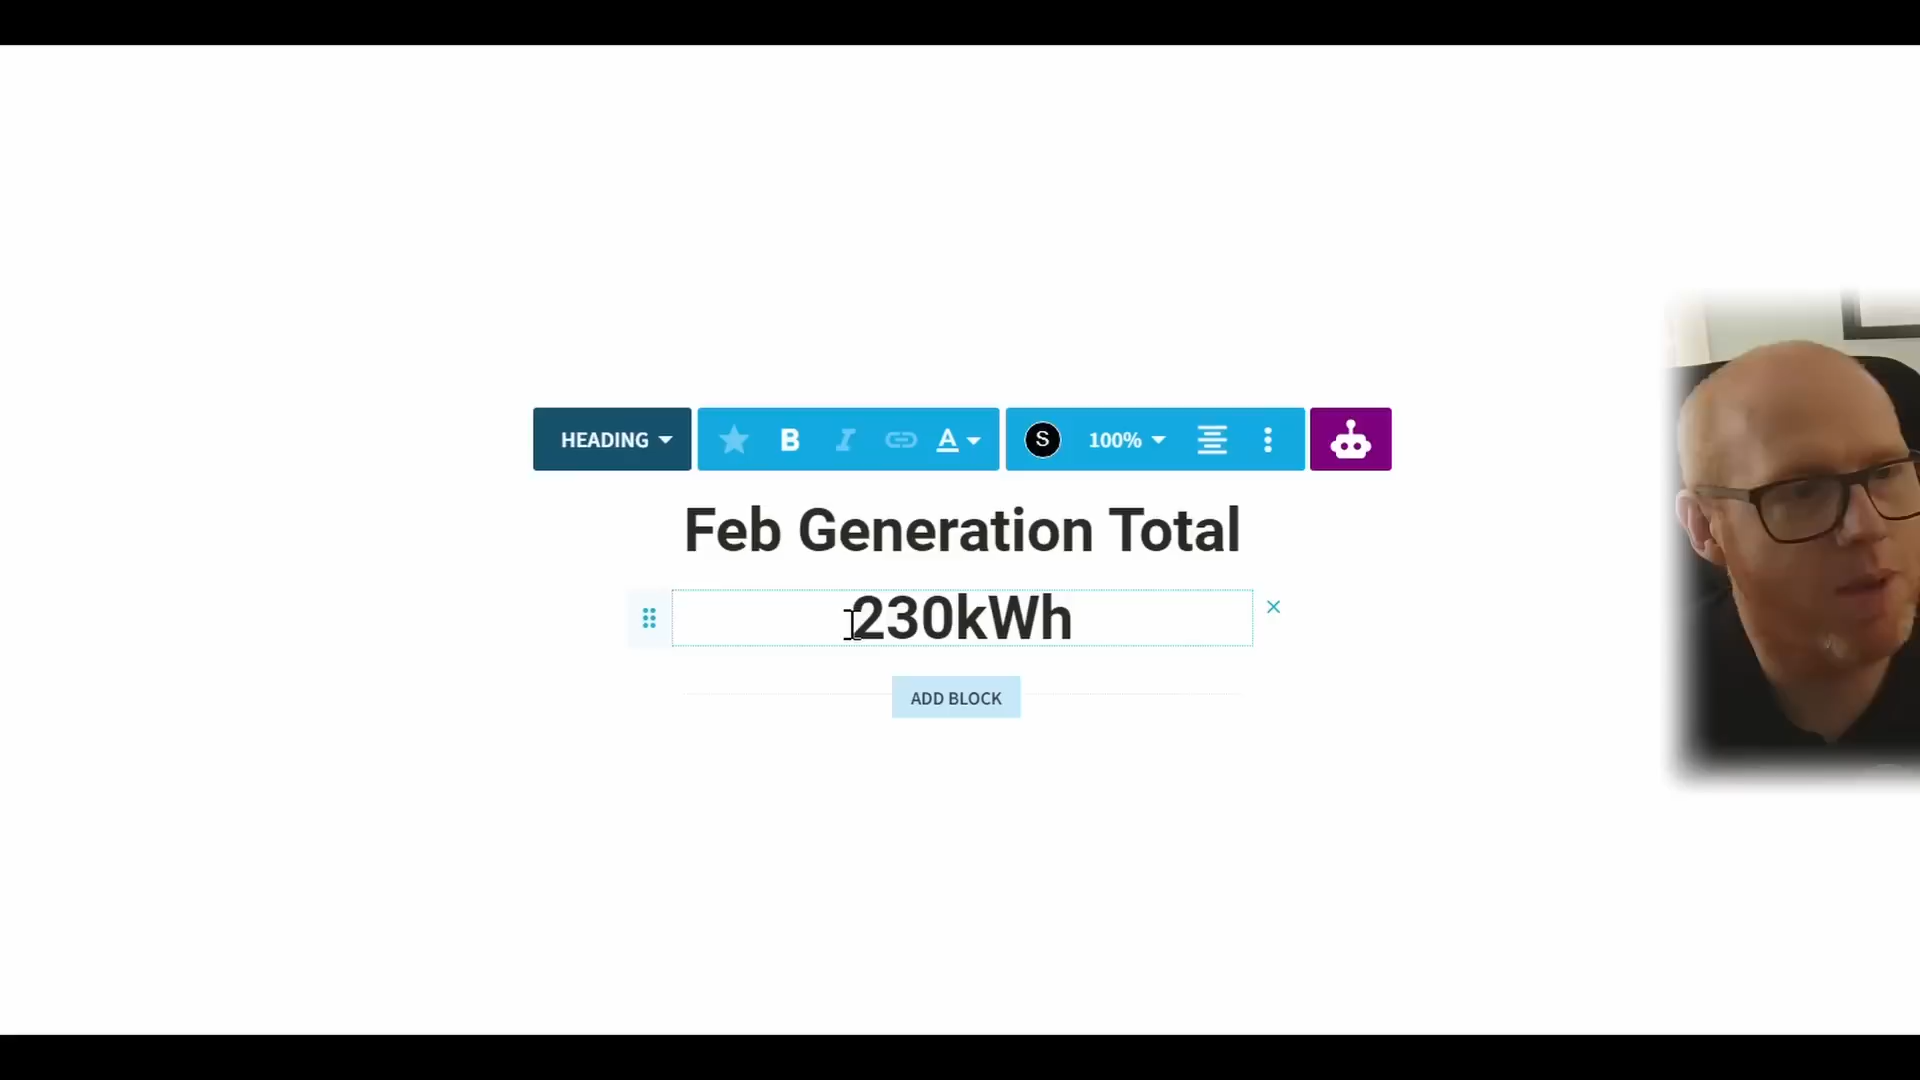 HEADING
B
I
A
S
100%
Feb Generation Total
230kWh
ADD BLOCK